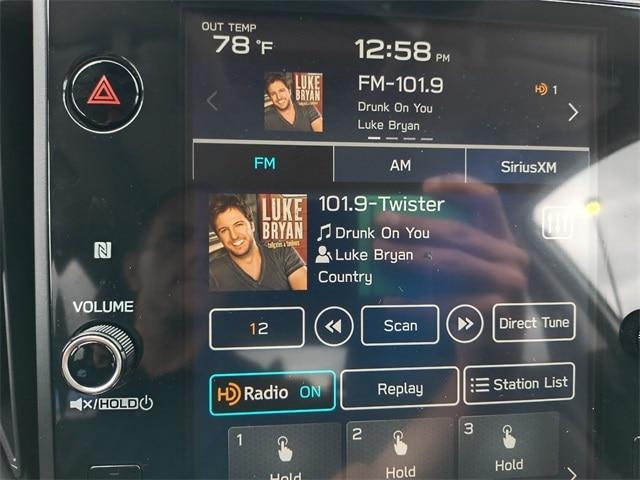 OUT TEMP
78 °F
12:58 PM
LUKE BRYAN
FM-101.9
HD 1
Drunk On You
Luke Bryan
FM AM SiriusXM
LUKE
BRYAN
tailgates & tanlines
101.9-Twister
Drunk On You
Luke Bryan
Country
N
VOLUME
/HOLD
12 Scan Direct Tune
HD Radio ON Replay Station List
1 2 3
Hold Hold Hold